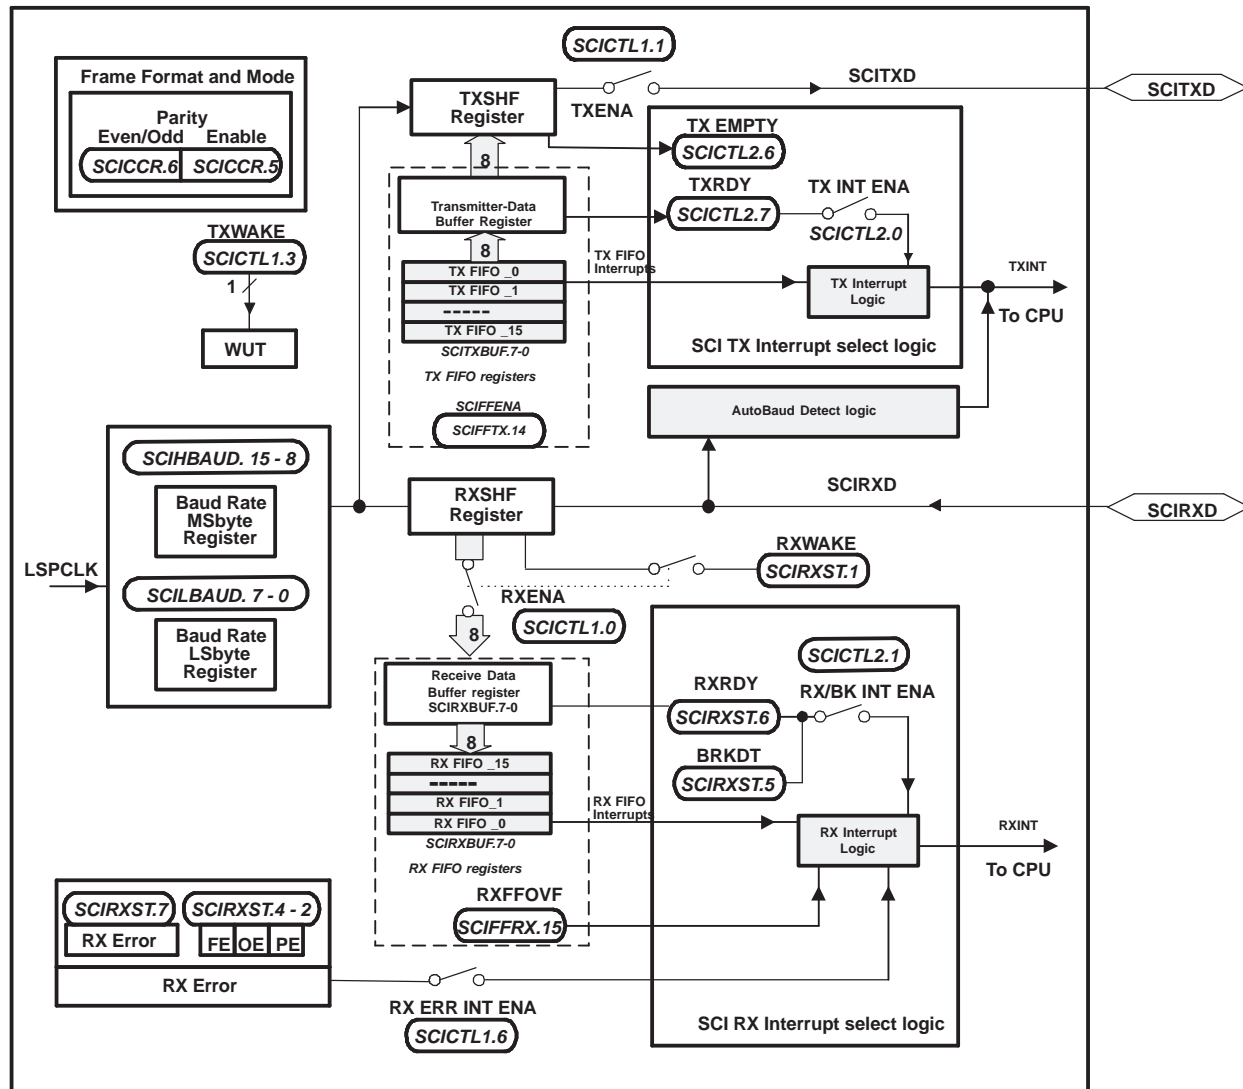 SCICTL1.1
Frame Format and Mode
Parity
Even/Odd Enable
SCICCR.6 SCICCR.5
TXSHF
Register
TXENA
SCITXD
SCITXD
TX EMPTY
SCICTL2.6
8
TXRDY
SCICTL2.7
TX INT ENA
SCICTL2.0
Transmitter-Data
Buffer Register
8
TXWAKE
SCICTL1.3
1
WUT
TX FIFO _0
TX FIFO _1
-----
TX FIFO _15
SCITXBUF.7-0
TX FIFO registers
SCIFFENA
SCIFFTX.14
TX FIFO
Interrupts
TX Interrupt
Logic
TXINT
To CPU
SCI TX Interrupt select logic
AutoBaud Detect logic
SCIHBAUD. 15 - 8
Baud Rate
MSbyte
Register
LSPCLK
SCILBAUD. 7 - 0
Baud Rate
LSbyte
Register
RXSHF
Register
SCIRXD
SCIRXD
RXWAKE
SCIRXST.1
RXENA
SCICTL1.0
8
Receive Data
Buffer register
SCIRXBUF.7-0
8
RX FIFO _15
-----
RX FIFO_1
RX FIFO _0
SCIRXBUF.7-0
RX FIFO registers
RX FIFO
Interrupts
SCICTL2.1
RX/BK INT ENA
RXRDY
SCIRXST.6
BRKDT
SCIRXST.5
RX Interrupt
Logic
RXINT
To CPU
RXFFOVF
SCIFFRX.15
SCIRXST.7 SCIRXST.4 - 2
RX Error FE OE PE
RX Error
RX ERR INT ENA
SCICTL1.6
SCI RX Interrupt select logic